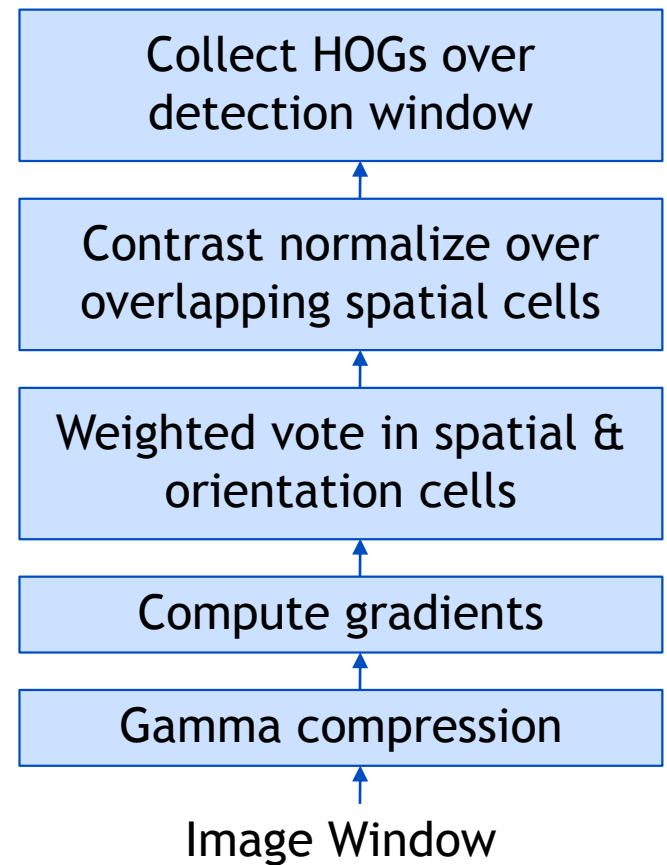 Collect HOGs over
detection window
Contrast normalize over
overlapping spatial cells
Weighted vote in spatial &
orientation cells
Compute gradients
Gamma compression
Image Window